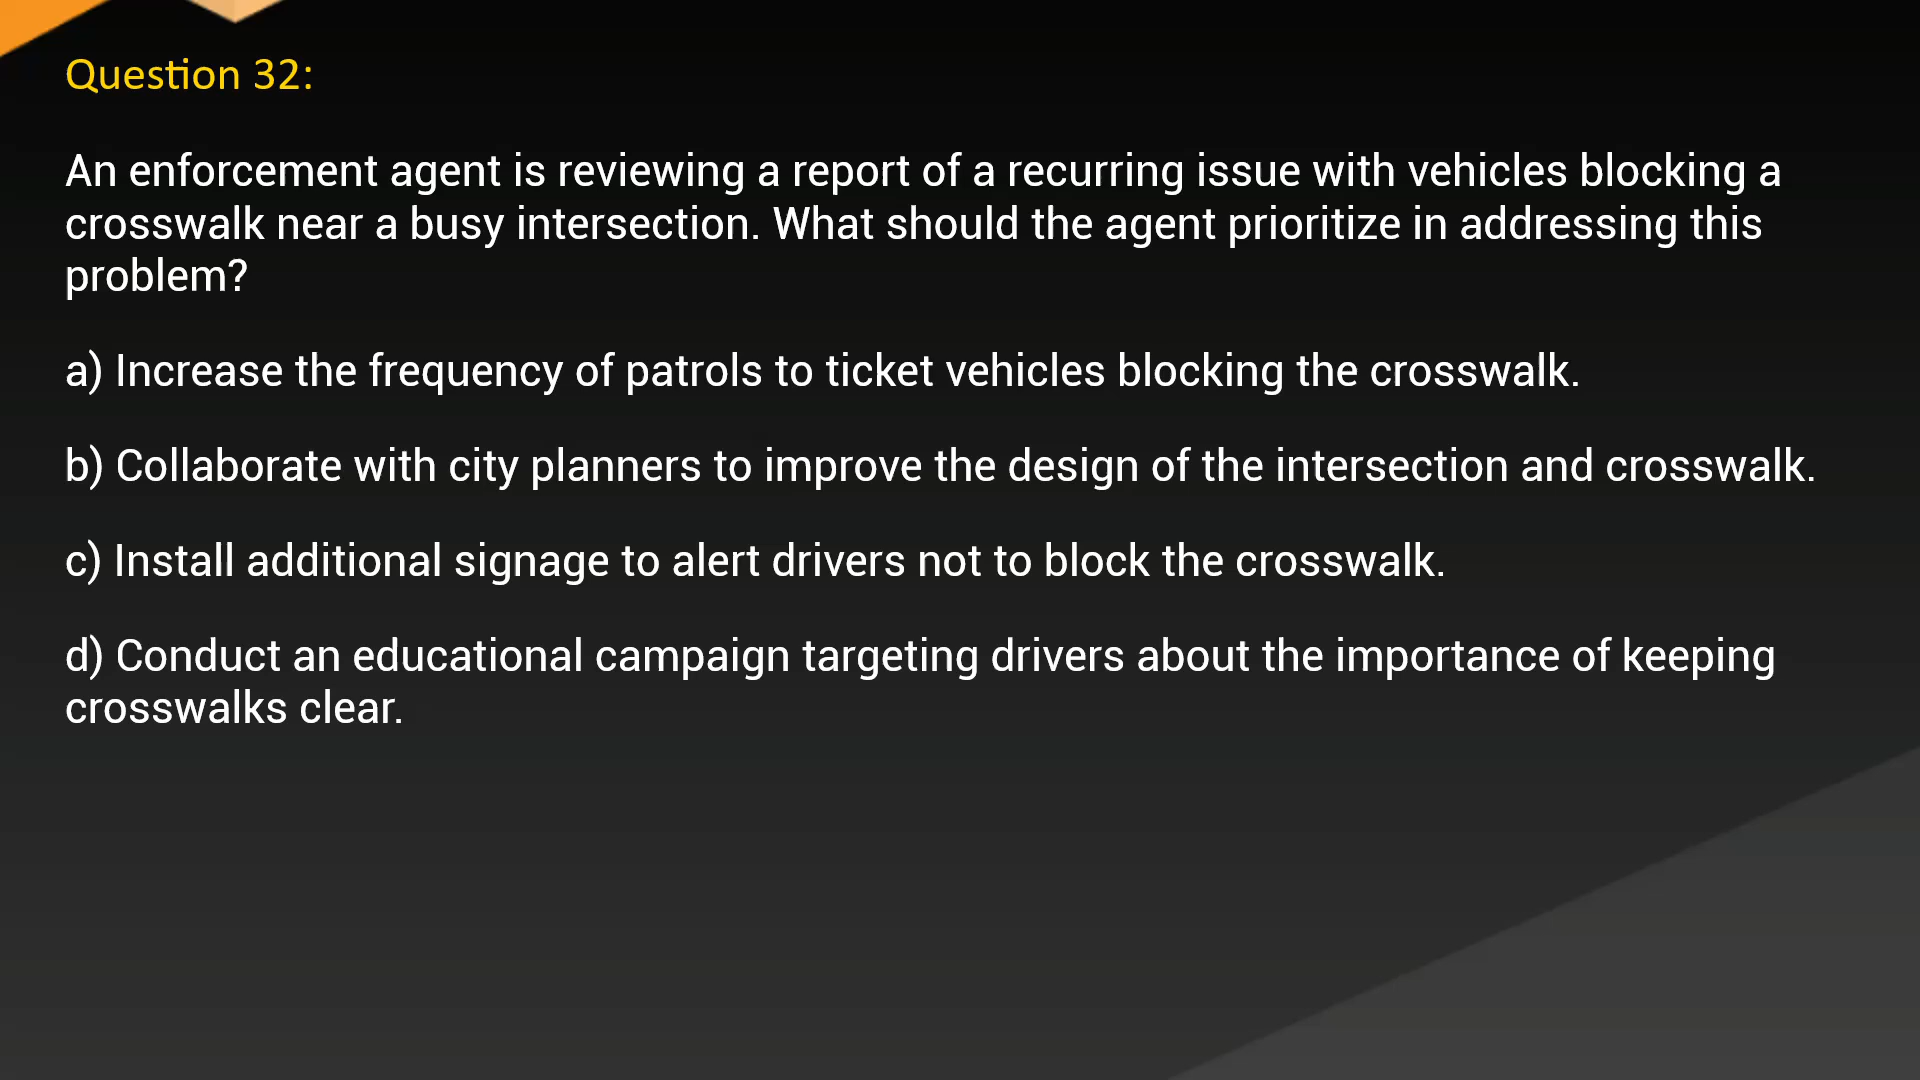 Question 32:
An enforcement agent is reviewing a report of a recurring issue with vehicles blocking a
crosswalk near a busy intersection. What should the agent prioritize in addressing this
problem?
a) Increase the frequency of patrols to ticket vehicles blocking the crosswalk.
b) Collaborate with city planners to improve the design of the intersection and crosswalk.
c) Install additional signage to alert drivers not to block the crosswalk.
d) Conduct an educational campaign targeting drivers about the importance of keeping
crosswalks clear.